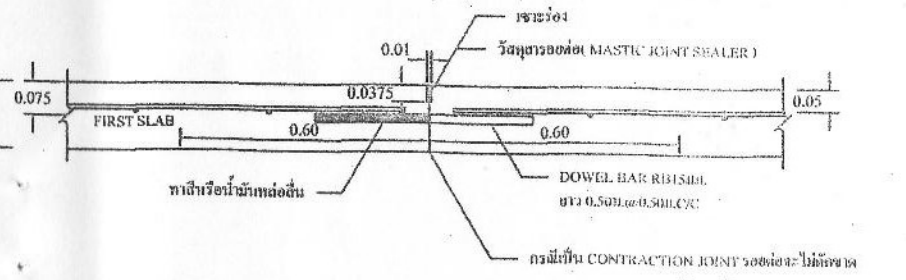 เซาะร่อง
0.01
วัสดุยารอยต่อ( MASTIC JOINT SEALER )
0.075
0.0375
0.05
FIRST SLAB
0.60
0.60
ทาสีหรือน้ำมันหล่อลื่น
DOWEL BAR RB15มม.
ยาว 0.50ม.@0.50ม.C/C
กรณีเป็น CONTRACTION JOINT รอยต่อจะไม่ตัดขาด